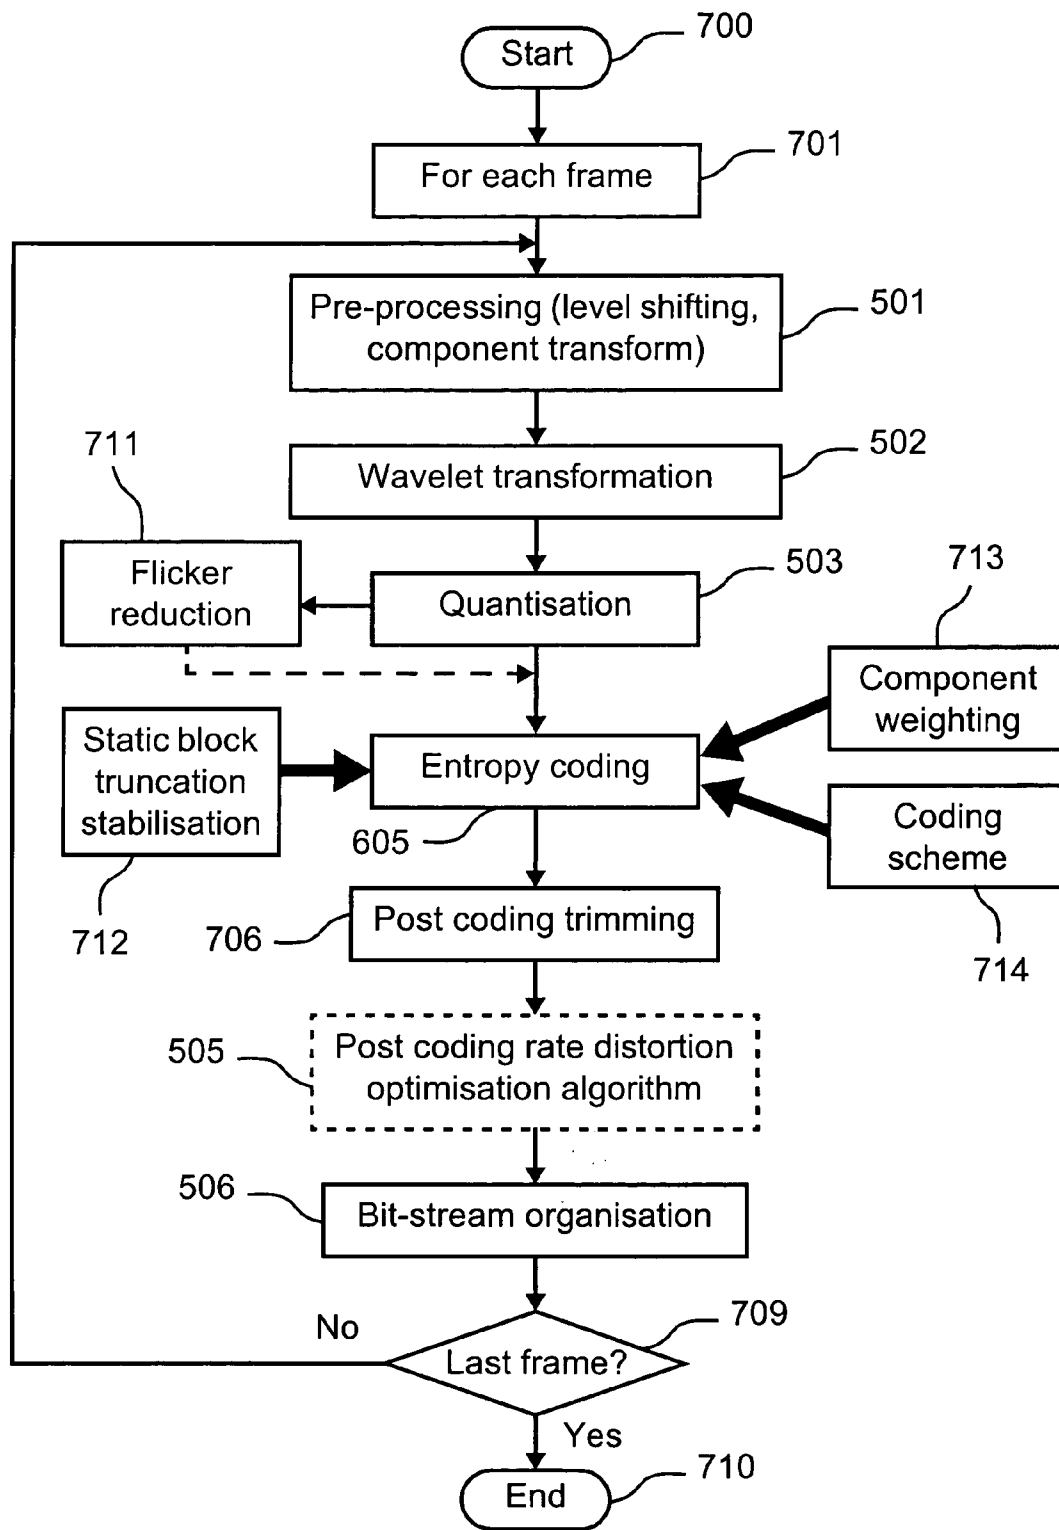 Start
700
For each frame
701
Pre-processing (level shifting,
component transform)
501
Wavelet transformation
502
711
Flicker
reduction
Quantisation
503
713
Component
weighting
Static block
truncation
stabilisation
712
Entropy coding
605
Coding
scheme
714
Post coding trimming
706
505
Post coding rate distortion
optimisation algorithm
506
Bit-stream organisation
No
Last frame?
709
Yes
End
710